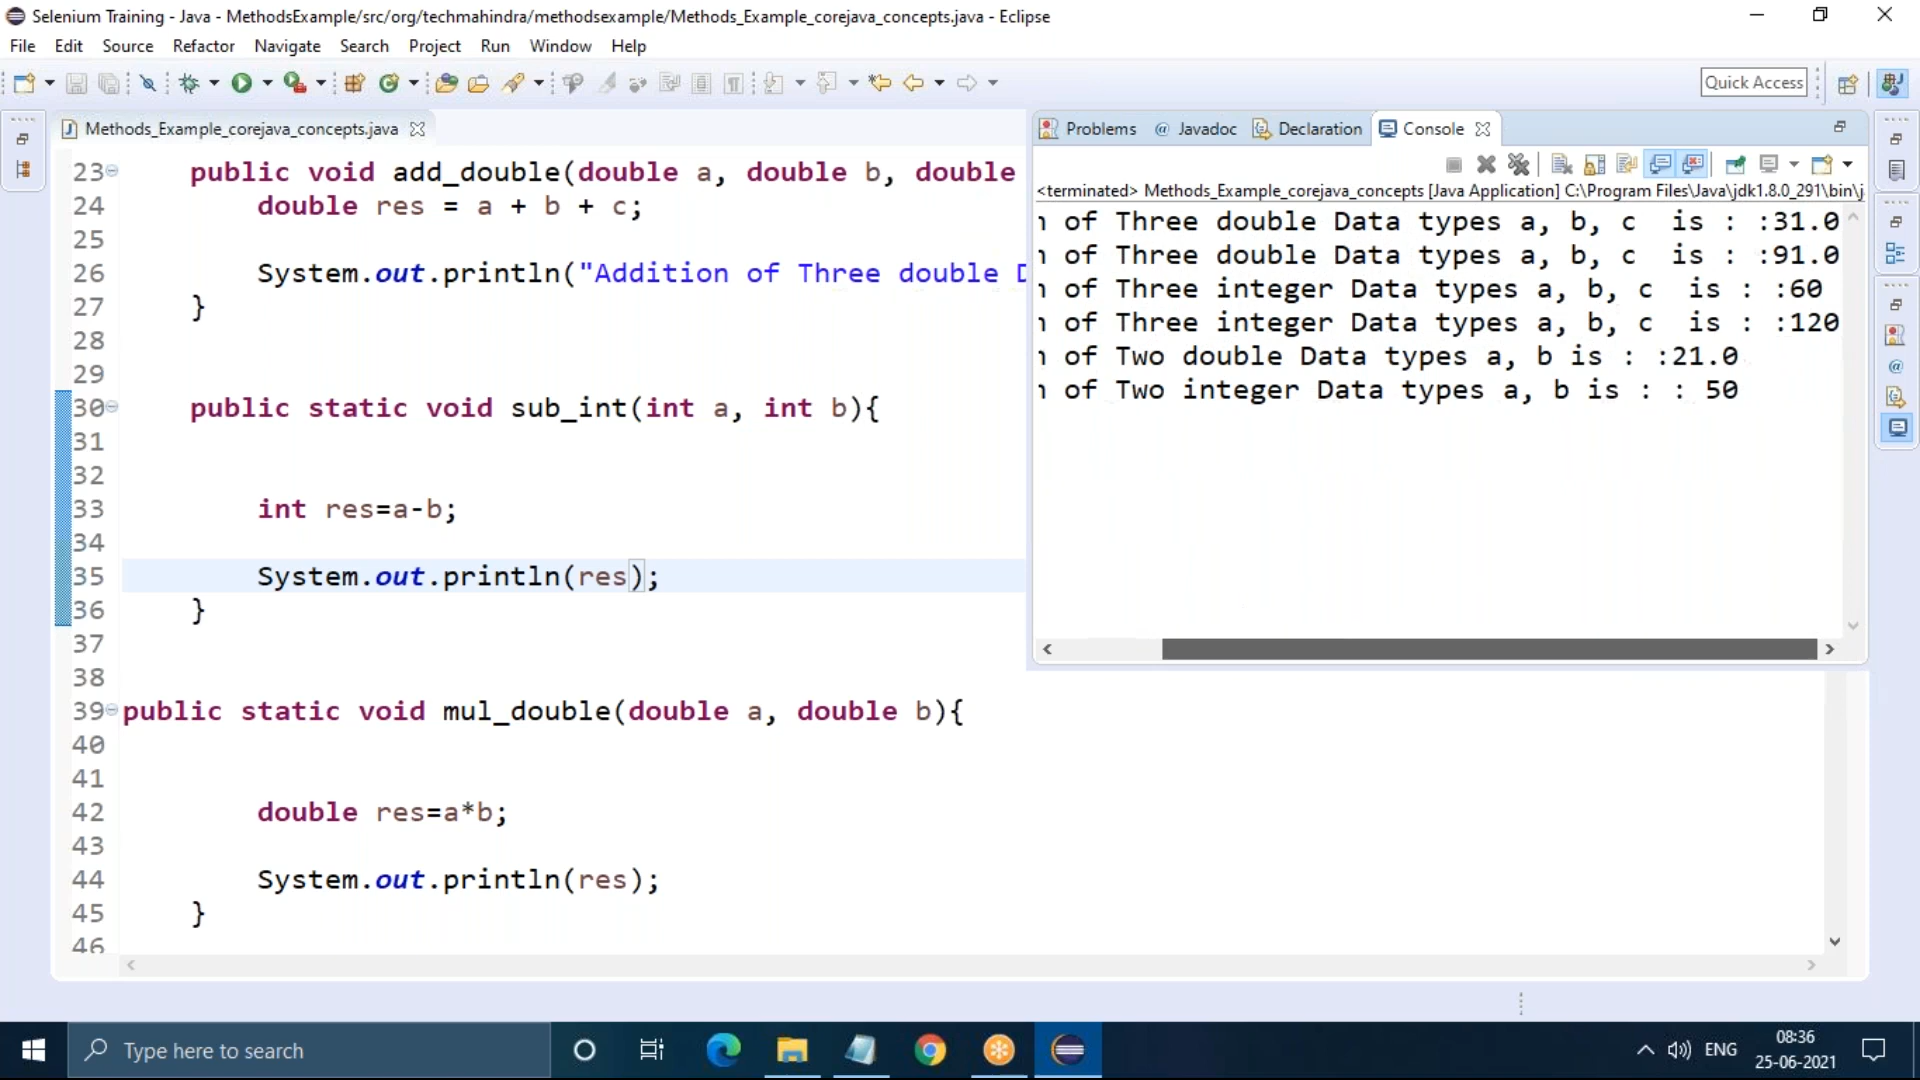 Selenium Training - Java - MethodsExample/src/org/techmahindra/methodsexample/Methods_Example_corejava_concepts.java - Eclipse
File Edit Source Refactor Navigate Search Project Run Window Help
Quick Access
Methods_Example_corejava_concepts.java
23 public void add_double(double a, double b, double
24 double res = a + b + c;
25
26 System.out.println("Addition of Three double D
27 }
28
29
30 public static void sub_int(int a, int b){
31
32
33 int res=a-b;
34
35 System.out.println(res);
36 }
37
38
39 public static void mul_double(double a, double b){
40
41
42 double res=a*b;
43
44 System.out.println(res);
45 }
46
Problems Javadoc Declaration Console
<terminated> Methods_Example_corejava_concepts [Java Application] C:\Program Files\Java\jdk1.8.0_291\bin\j
n of Three double Data types a, b, c  is : :31.0
n of Three double Data types a, b, c  is : :91.0
n of Three integer Data types a, b, c  is : :60
n of Three integer Data types a, b, c  is : :120
n of Two double Data types a, b is : :21.0
n of Two integer Data types a, b is : : 50
Type here to search
ENG
08:36
25-06-2021